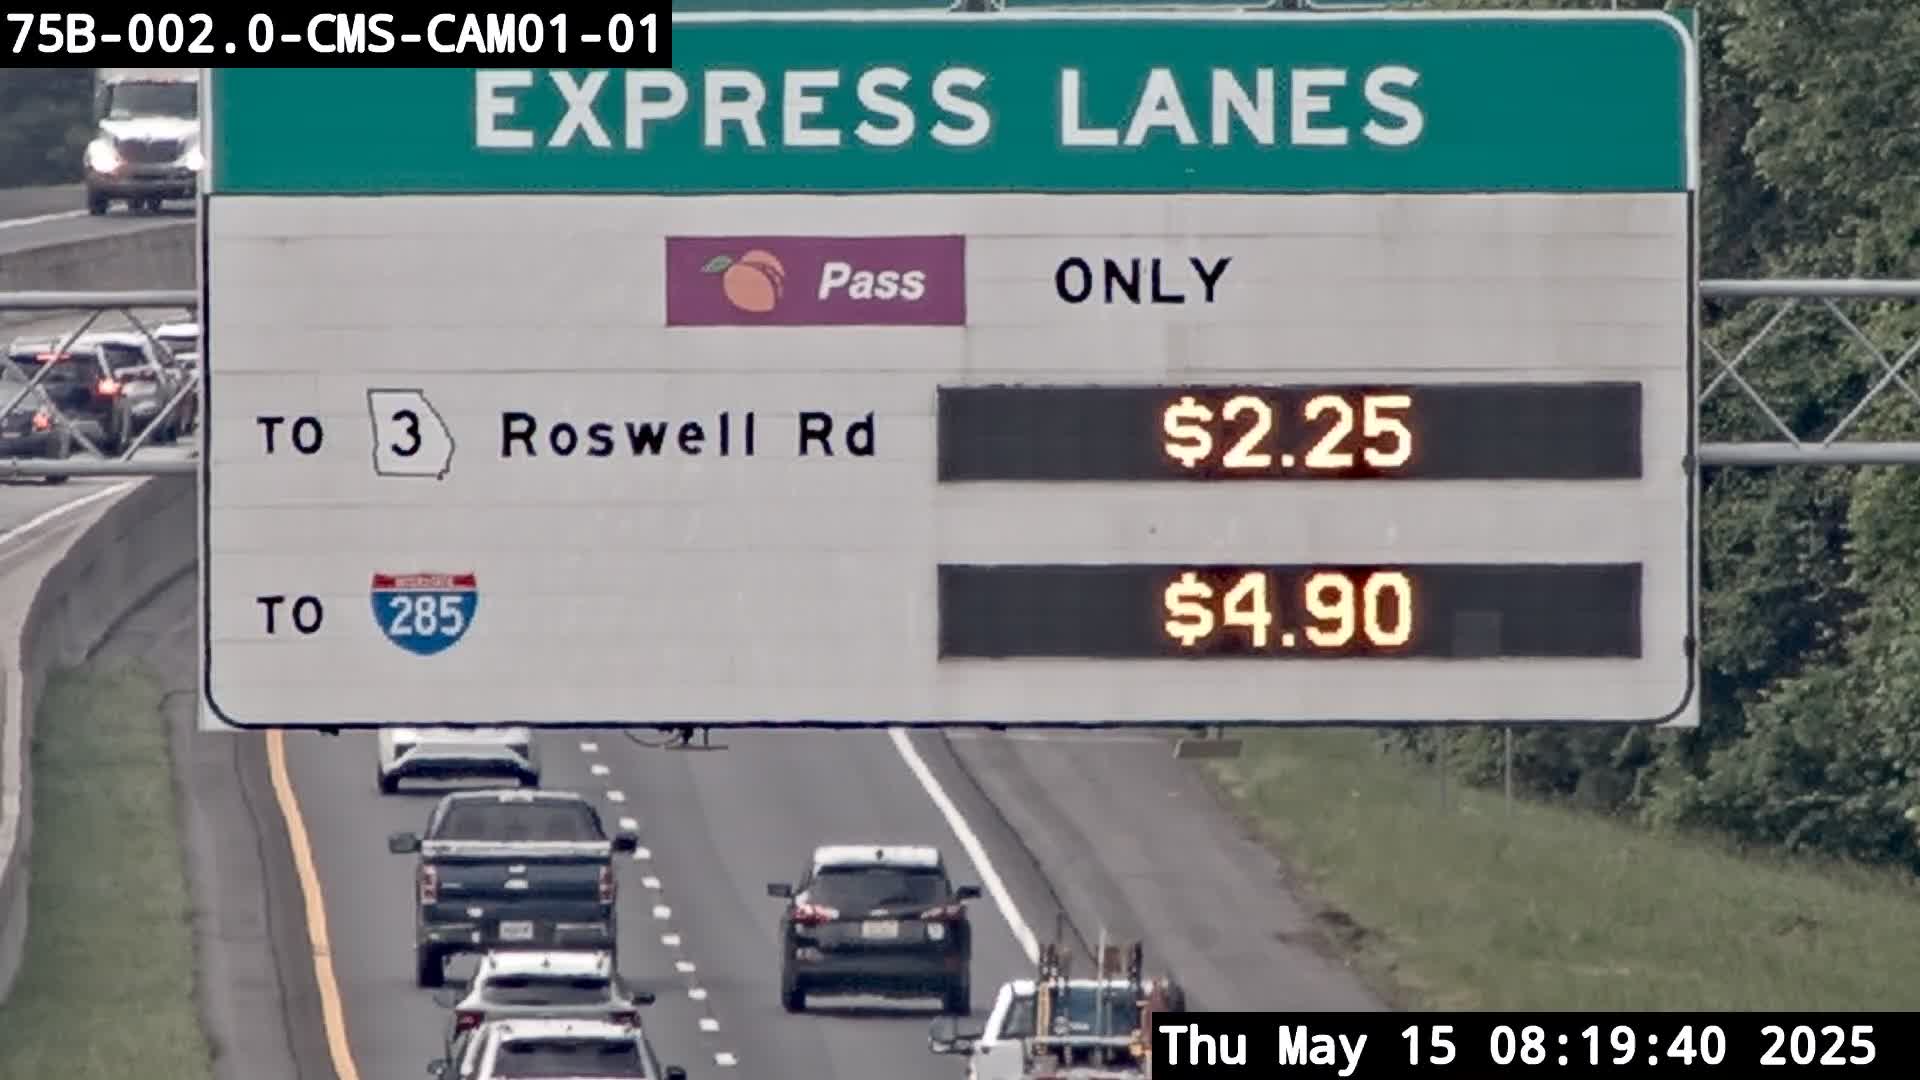 75B-002.0-CMS-CAM01-01
EXPRESS LANES
Pass ONLY
TO 3 Roswell Rd $2.25
TO 285 $4.90
Thu May 15 08:19:40 2025